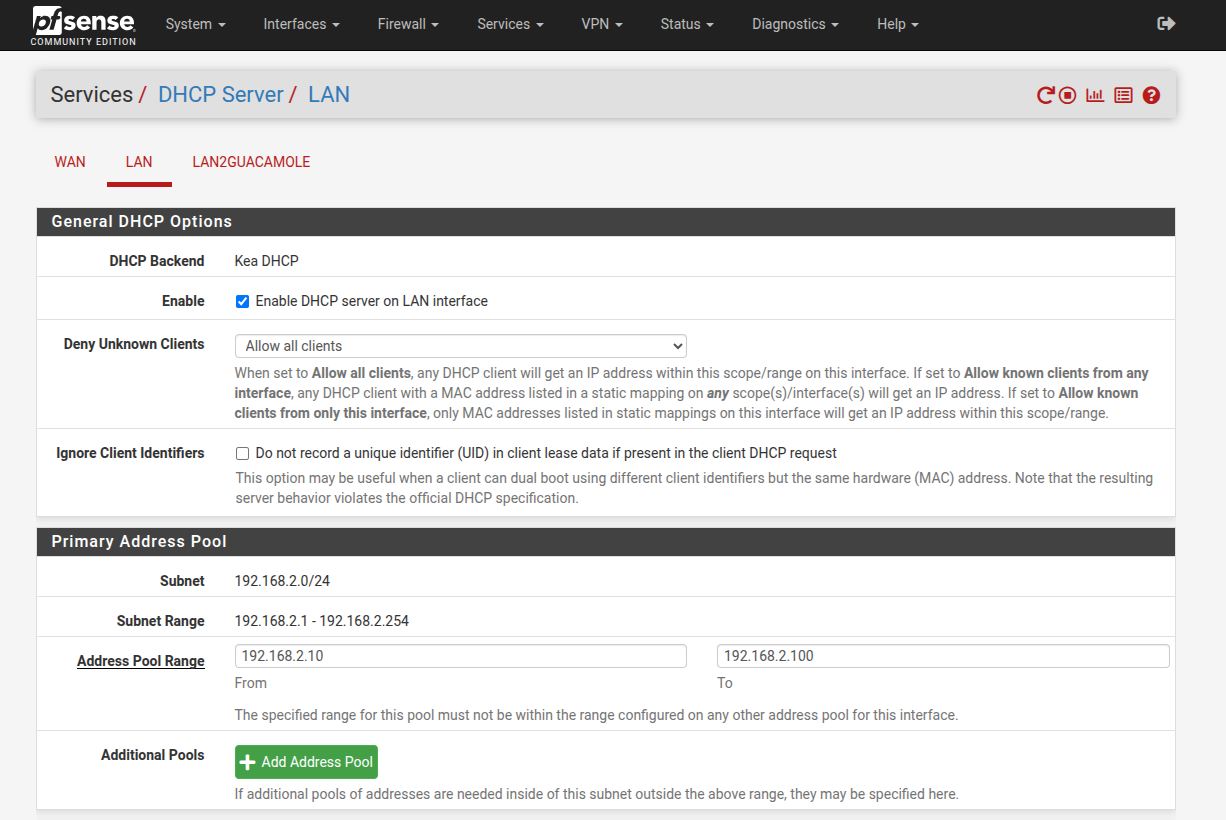 pfsense
COMMUNITY EDITION
System Interfaces Firewall Services VPN Status Diagnostics Help
Services / DHCP Server / LAN
WAN LAN LAN2GUACAMOLE
General DHCP Options
DHCP Backend Kea DHCP
Enable Enable DHCP server on LAN interface
Deny Unknown Clients Allow all clients
When set to Allow all clients, any DHCP client will get an IP address within this scope/range on this interface. If set to Allow known clients from any
interface, any DHCP client with a MAC address listed in a static mapping on any scope(s)/interface(s) will get an IP address. If set to Allow known
clients from only this interface, only MAC addresses listed in static mappings on this interface will get an IP address within this scope/range.
Ignore Client Identifiers Do not record a unique identifier (UID) in client lease data if present in the client DHCP request
This option may be useful when a client can dual boot using different client identifiers but the same hardware (MAC) address. Note that the resulting
server behavior violates the official DHCP specification.
Primary Address Pool
Subnet 192.168.2.0/24
Subnet Range 192.168.2.1 - 192.168.2.254
Address Pool Range 192.168.2.10 192.168.2.100
From To
The specified range for this pool must not be within the range configured on any other address pool for this interface.
Additional Pools Add Address Pool
If additional pools of addresses are needed inside of this subnet outside the above range, they may be specified here.